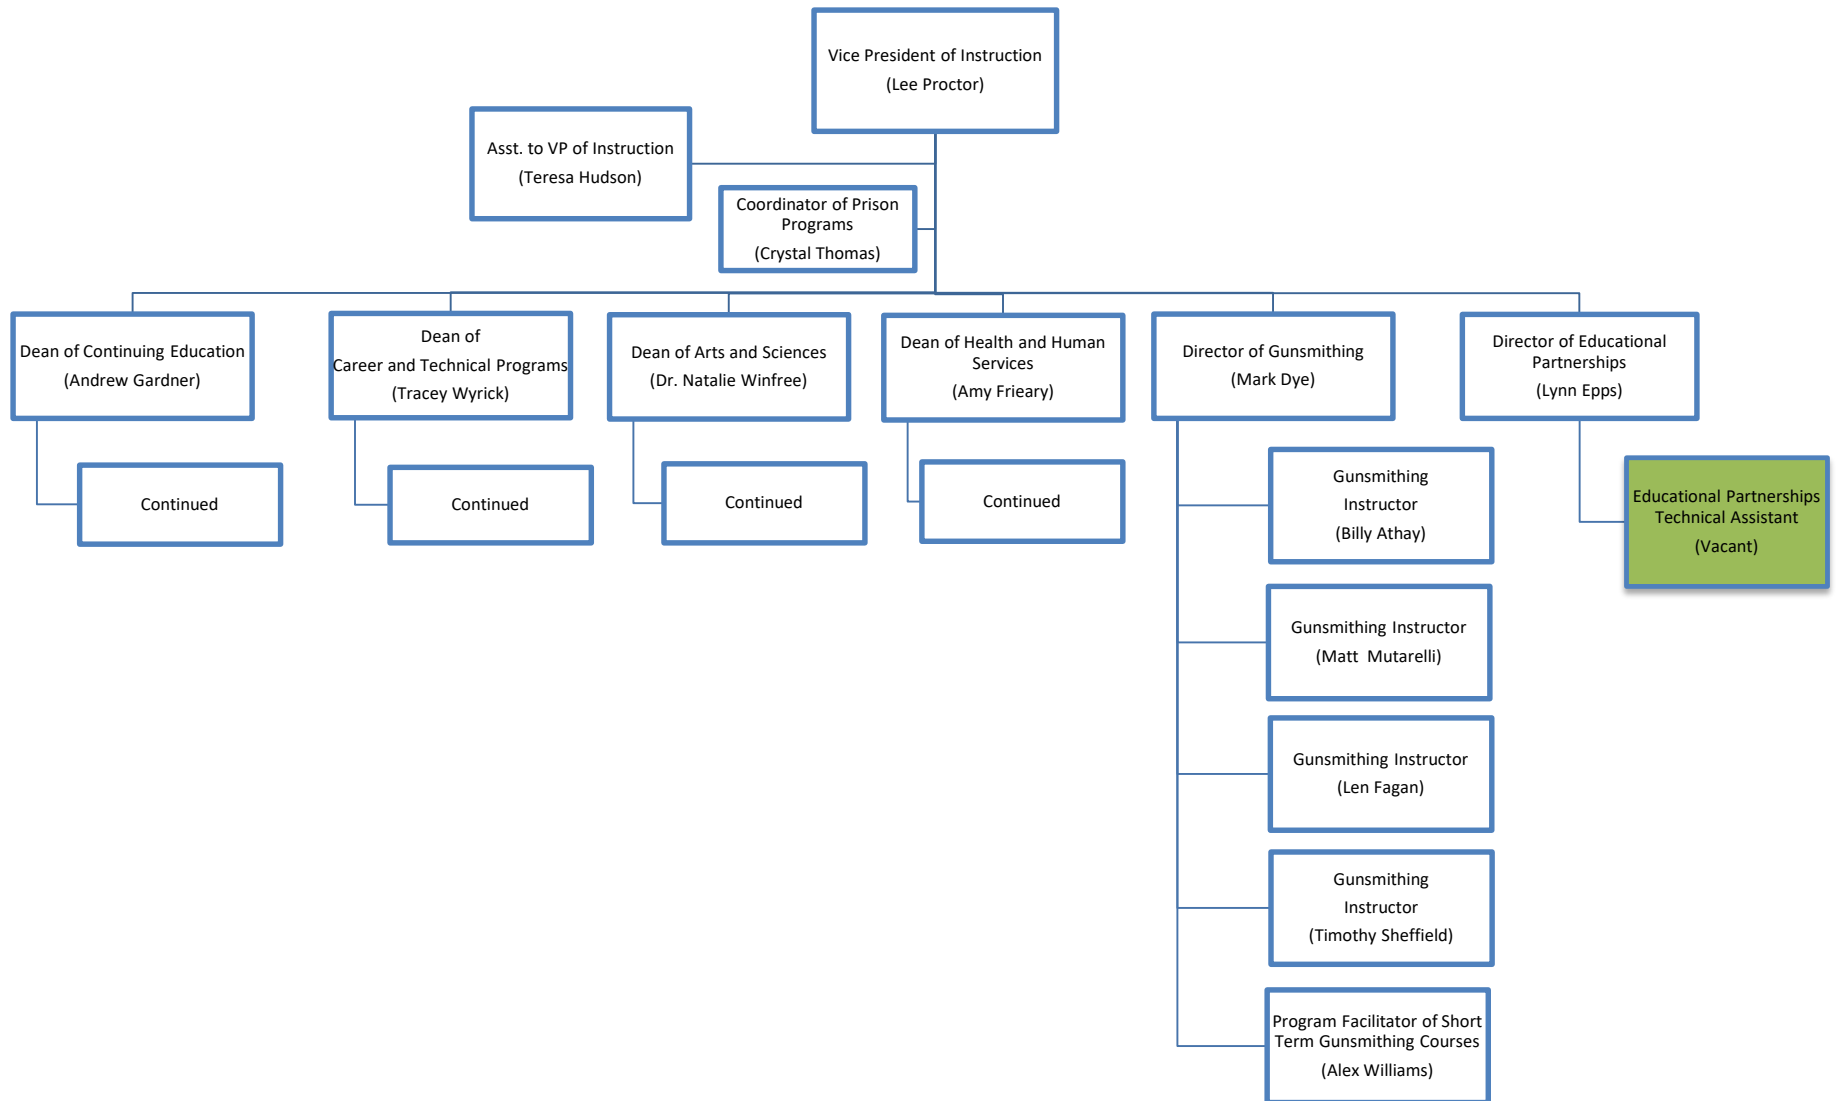 Vice President of Instruction
(Lee Proctor)
Asst. to VP of Instruction
(Teresa Hudson)
Coordinator of Prison
Programs
(Crystal Thomas)
Dean of Continuing Education
(Andrew Gardner)
Dean of
Career and Technical Programs
(Tracey Wyrick)
Dean of Arts and Sciences
(Dr. Natalie Winfree)
Dean of Health and Human
Services
(Amy Frieary)
Director of Gunsmithing
(Mark Dye)
Director of Educational
Partnerships
(Lynn Epps)
Continued
Continued
Continued
Continued
Gunsmithing
Instructor
(Billy Athay)
Gunsmithing Instructor
(Matt  Mutarelli)
Gunsmithing Instructor
(Len Fagan)
Gunsmithing
Instructor
(Timothy Sheffield)
Program Facilitator of Short
Term Gunsmithing Courses
(Alex Williams)
Educational Partnerships
Technical Assistant
(Vacant)